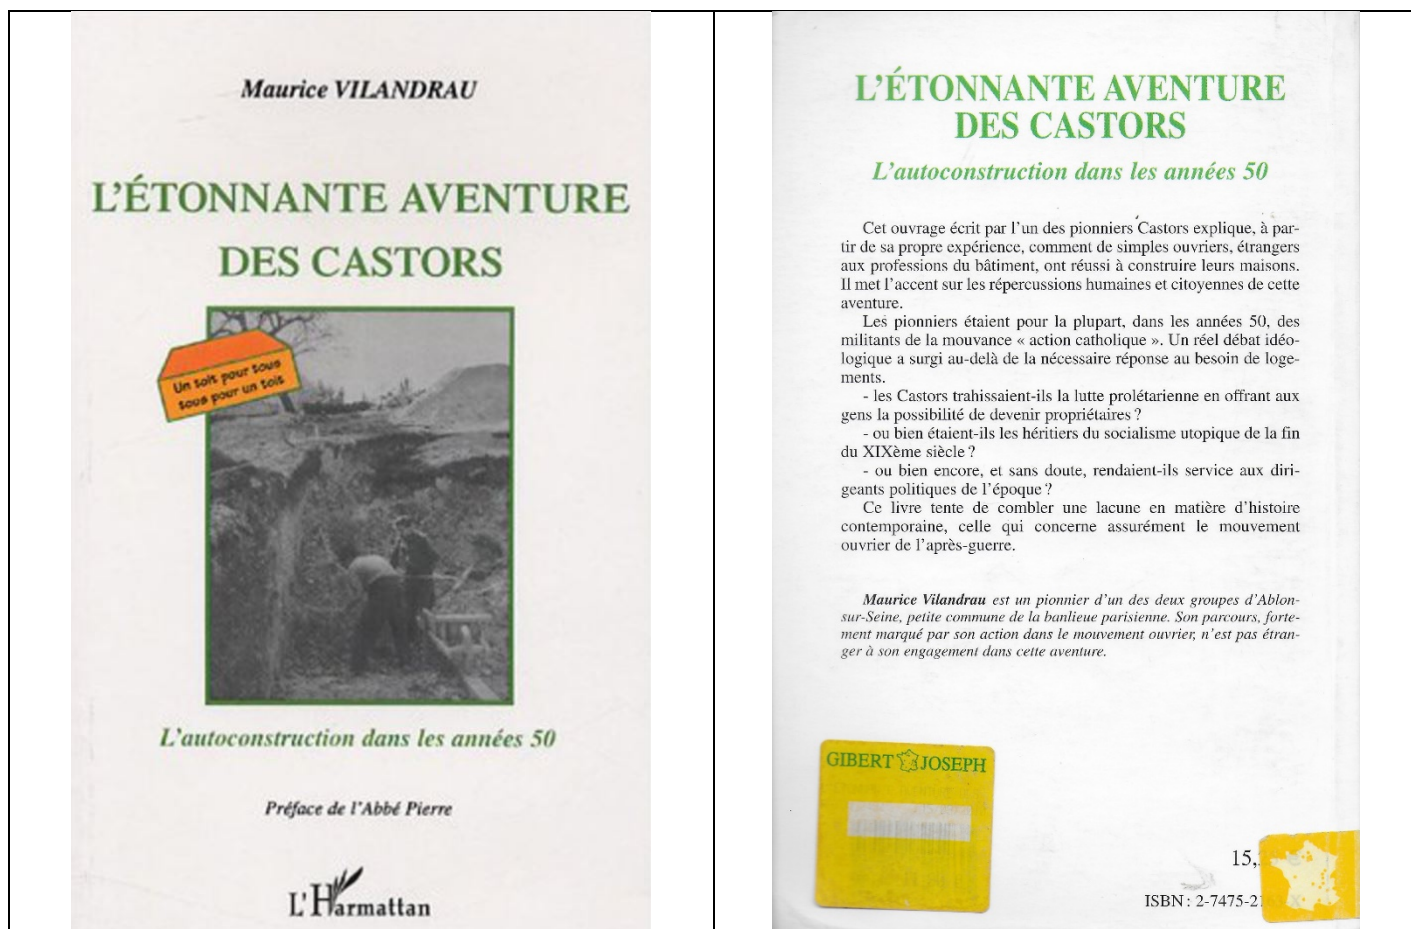 Maurice VILANDRAU
L'ÉTONNANTE AVENTURE
DES CASTORS
Un toit pour tous
tous pour un toit
L'autoconstruction dans les années 50
Préface de l'Abbé Pierre
L'Harmattan
L'ÉTONNANTE AVENTURE
DES CASTORS
L'autoconstruction dans les années 50
Cet ouvrage écrit par l'un des pionniers Castors explique, à par-
tir de sa propre expérience, comment de simples ouvriers, étrangers
aux professions du bâtiment, ont réussi à construire leurs maisons.
Il met l'accent sur les répercussions humaines et citoyennes de cette
aventure.
Les pionniers étaient pour la plupart, dans les années 50, des
militants de la mouvance « action catholique ». Un réel débat idéo-
logique a surgi au-delà de la nécessaire réponse au besoin de loge-
ments.
- les Castors trahissaient-ils la lutte prolétarienne en offrant aux
gens la possibilité de devenir propriétaires ?
- ou bien étaient-ils les héritiers du socialisme utopique de la fin
du XIXème siècle ?
- ou bien encore, et sans doute, rendaient-ils service aux diri-
geants politiques de l'époque ?
Ce livre tente de combler une lacune en matière d'histoire
contemporaine, celle qui concerne assurément le mouvement
ouvrier de l'après-guerre.
Maurice Vilandrau est un pionnier d'un des deux groupes d'Ablon-
sur-Seine, petite commune de la banlieue parisienne. Son parcours, forte-
ment marqué par son action dans le mouvement ouvrier, n'est pas étran-
ger à son engagement dans cette aventure.
GIBERT JOSEPH
15,
ISBN : 2-7475-2